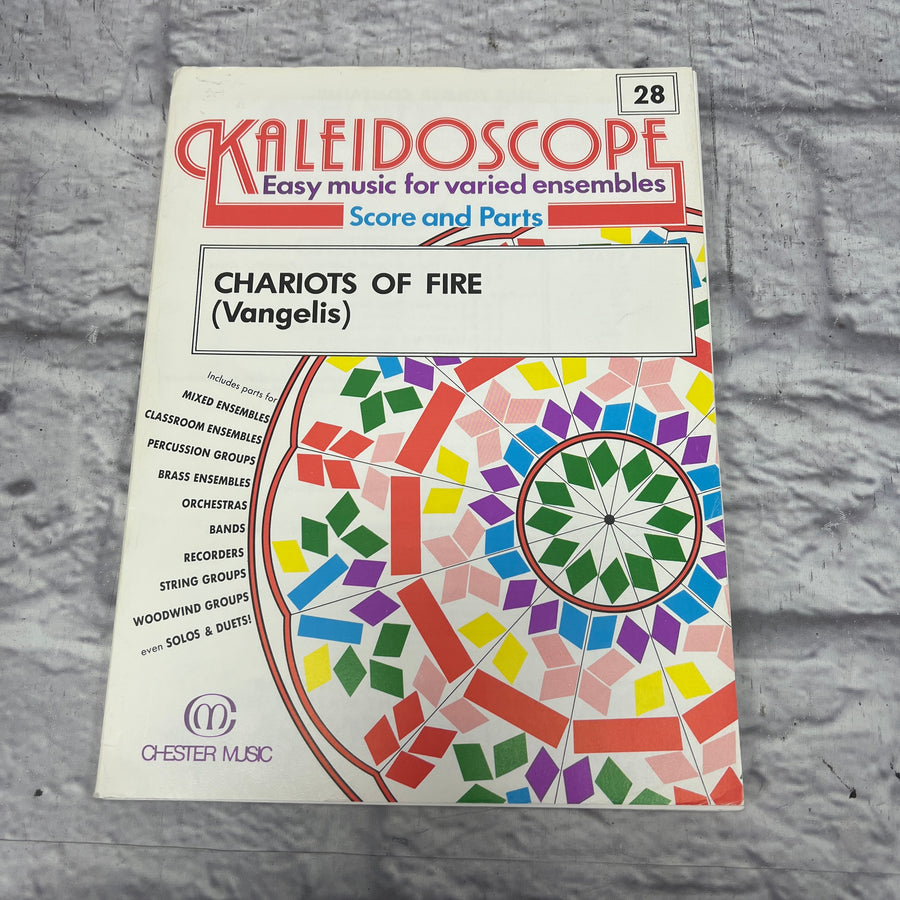 28
KALEIDOSCOPE
Easy music for varied ensembles
Score and Parts
CHARIOTS OF FIRE
(Vangelis)
Includes parts for
MIXED ENSEMBLES
CLASSROOM ENSEMBLES
PERCUSSION GROUPS
BRASS ENSEMBLES
ORCHESTRAS
BANDS
RECORDERS
STRING GROUPS
WOODWIND GROUPS
even SOLOS & DUETS!
CHESTER MUSIC